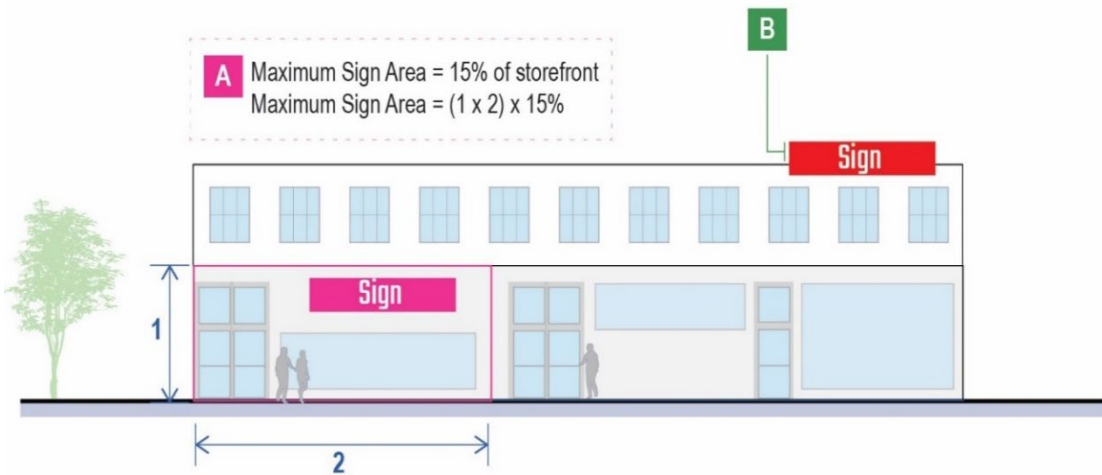 B
A Maximum Sign Area = 15% of storefront
Maximum Sign Area = (1 x 2) x 15%
Sign
Sign
1
2